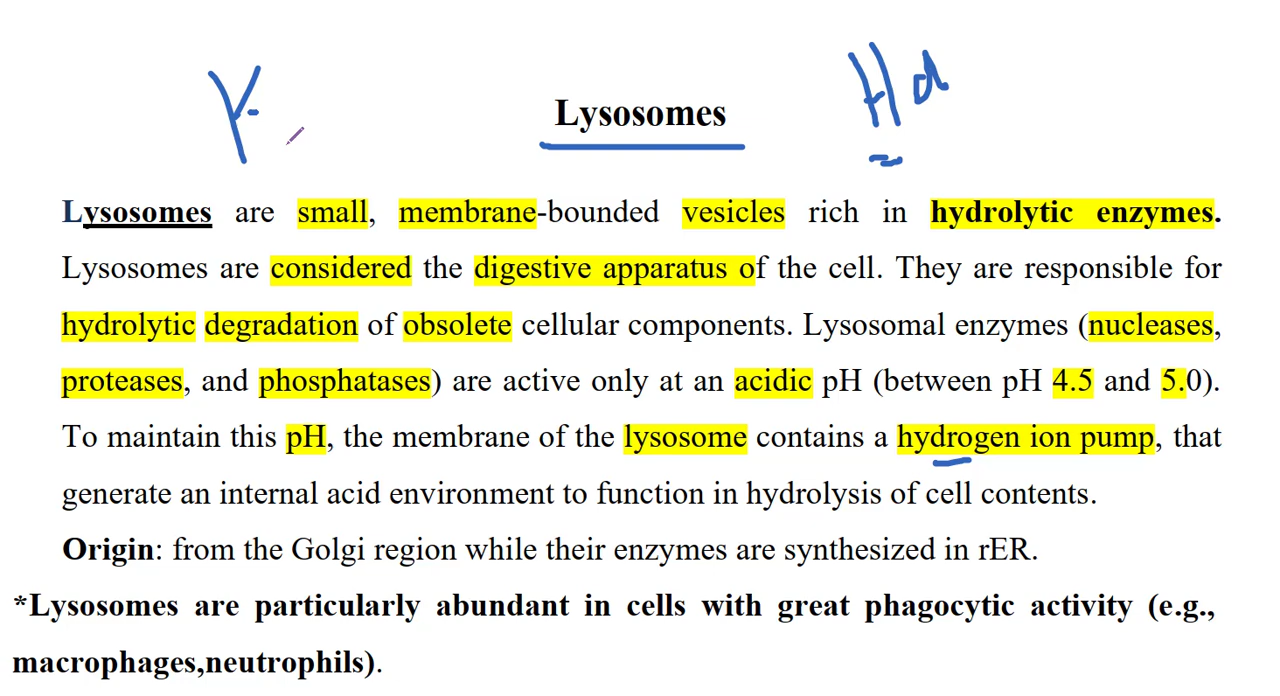 Lysosomes
Lysosomes are small, membrane-bounded vesicles rich in hydrolytic enzymes.
Lysosomes are considered the digestive apparatus of the cell. They are responsible for
hydrolytic degradation of obsolete cellular components. Lysosomal enzymes (nucleases,
proteases, and phosphatases) are active only at an acidic pH (between pH 4.5 and 5.0).
To maintain this pH, the membrane of the lysosome contains a hydrogen ion pump, that
generate an internal acid environment to function in hydrolysis of cell contents.
Origin: from the Golgi region while their enzymes are synthesized in rER.
*Lysosomes are particularly abundant in cells with great phagocytic activity (e.g.,
macrophages,neutrophils).